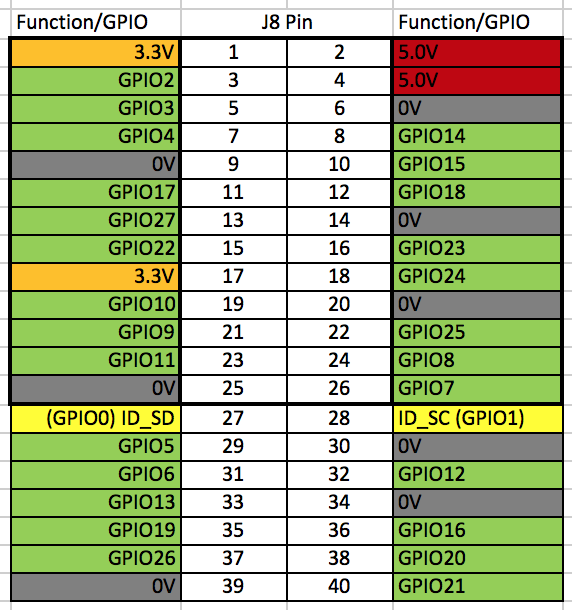 Function/GPIO J8 Pin Function/GPIO
3.3V 1 2 5.0V
GPIO2 3 4 5.0V
GPIO3 5 6 0V
GPIO4 7 8 GPIO14
0V 9 10 GPIO15
GPIO17 11 12 GPIO18
GPIO27 13 14 0V
GPIO22 15 16 GPIO23
3.3V 17 18 GPIO24
GPIO10 19 20 0V
GPIO9 21 22 GPIO25
GPIO11 23 24 GPIO8
0V 25 26 GPIO7
(GPIO0) ID_SD 27 28 ID_SC (GPIO1)
GPIO5 29 30 0V
GPIO6 31 32 GPIO12
GPIO13 33 34 0V
GPIO19 35 36 GPIO16
GPIO26 37 38 GPIO20
0V 39 40 GPIO21